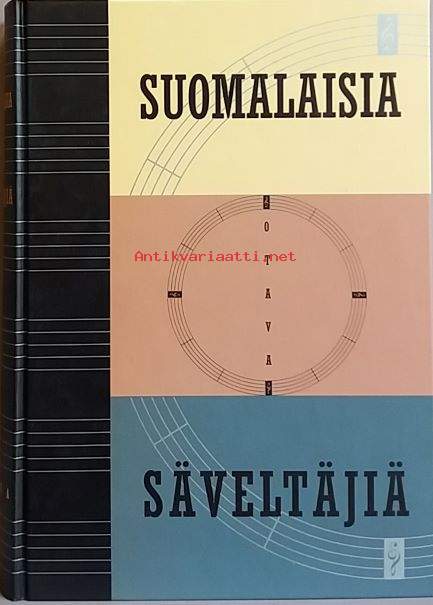 SUOMALAISIA
OTAVA
Antikvariaatti.net
SÄVELTÄJIÄ